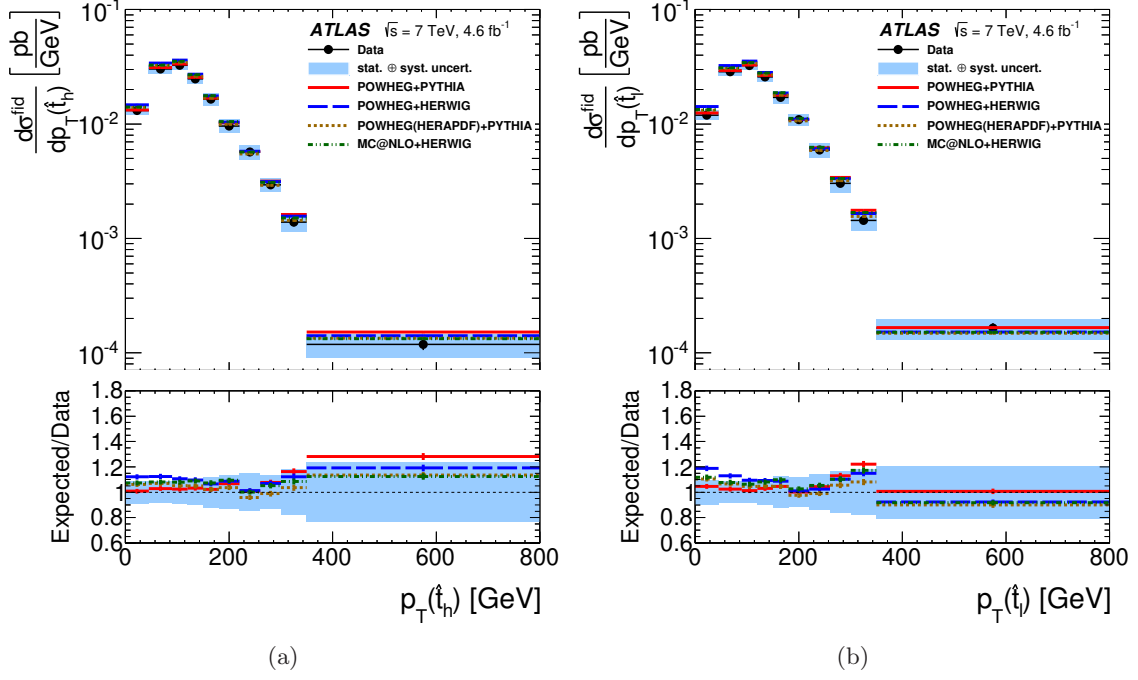 dσ^fid / dp_T(t̂_h) [pb/GeV]
ATLAS √s = 7 TeV, 4.6 fb⁻¹
Data
stat. ⊕ syst. uncert.
POWHEG+PYTHIA
POWHEG+HERWIG
POWHEG(HERAPDF)+PYTHIA
MC@NLO+HERWIG
10⁻¹
10⁻²
10⁻³
10⁻⁴
Expected/Data
1.8
1.6
1.4
1.2
1
0.8
0.6
0 200 400 600 800
p_T(t̂_h) [GeV]
(a)
dσ^fid / dp_T(t̂_l) [pb/GeV]
ATLAS √s = 7 TeV, 4.6 fb⁻¹
Data
stat. ⊕ syst. uncert.
POWHEG+PYTHIA
POWHEG+HERWIG
POWHEG(HERAPDF)+PYTHIA
MC@NLO+HERWIG
10⁻¹
10⁻²
10⁻³
10⁻⁴
Expected/Data
1.8
1.6
1.4
1.2
1
0.8
0.6
0 200 400 600 800
p_T(t̂_l) [GeV]
(b)